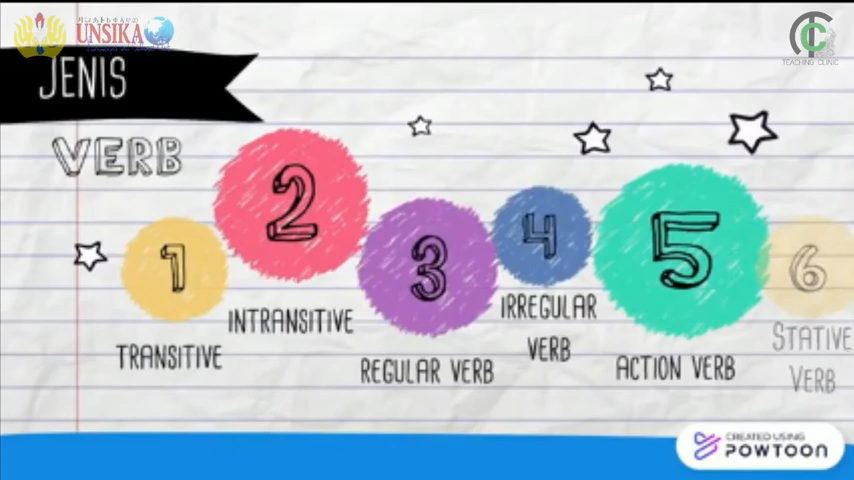 UNSIKA
TEACHING CLINIC
JENIS
VERB
1
TRANSITIVE
2
INTRANSITIVE
3
REGULAR VERB
4
IRREGULAR
VERB
5
ACTION VERB
6
STATIVE
VERB
CREATED USING
POWTOON